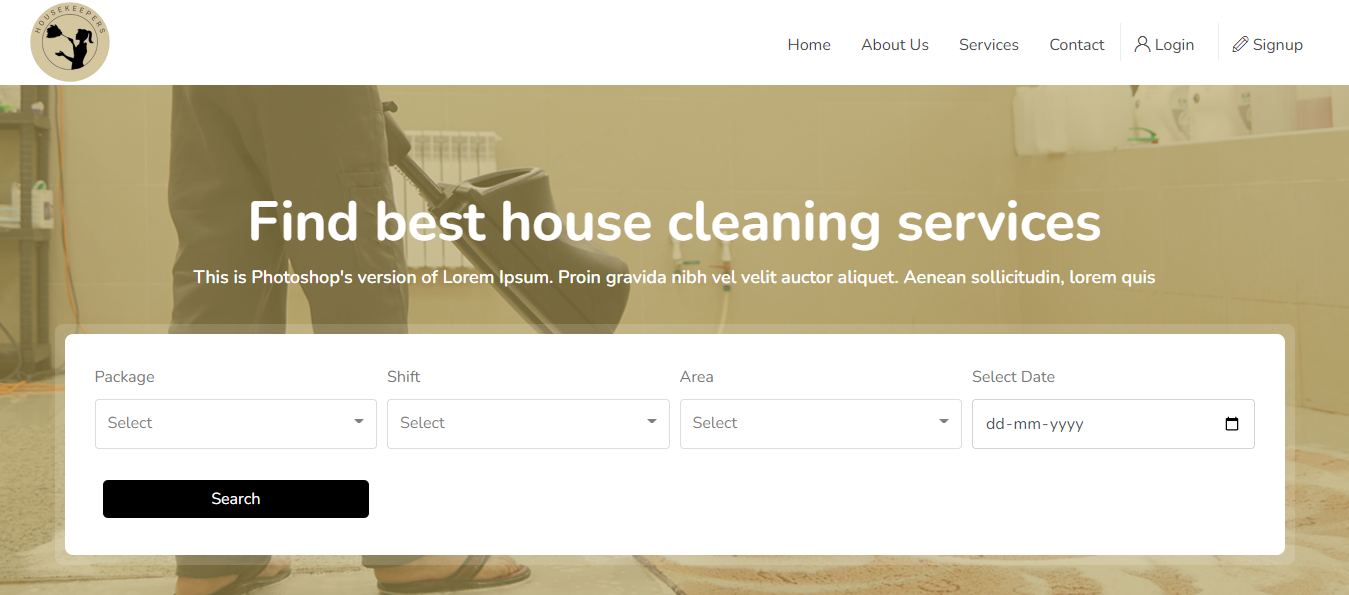 HOUSEKEEPERS
Home About Us Services Contact Login Signup
Find best house cleaning services
This is Photoshop's version of Lorem Ipsum. Proin gravida nibh vel velit auctor aliquet. Aenean sollicitudin, lorem quis
Package Shift Area Select Date
Select Select Select dd-mm-yyyy
Search